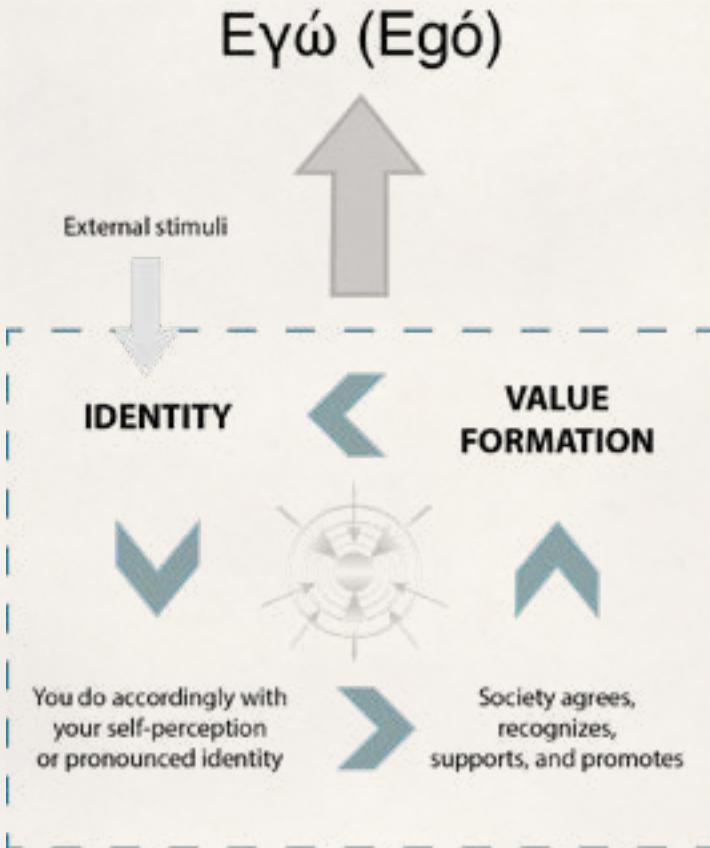 Εγώ (Egó)
External stimuli
IDENTITY
VALUE
FORMATION
You do accordingly with
your self-perception
or pronounced identity
Society agrees,
recognizes,
supports, and promotes